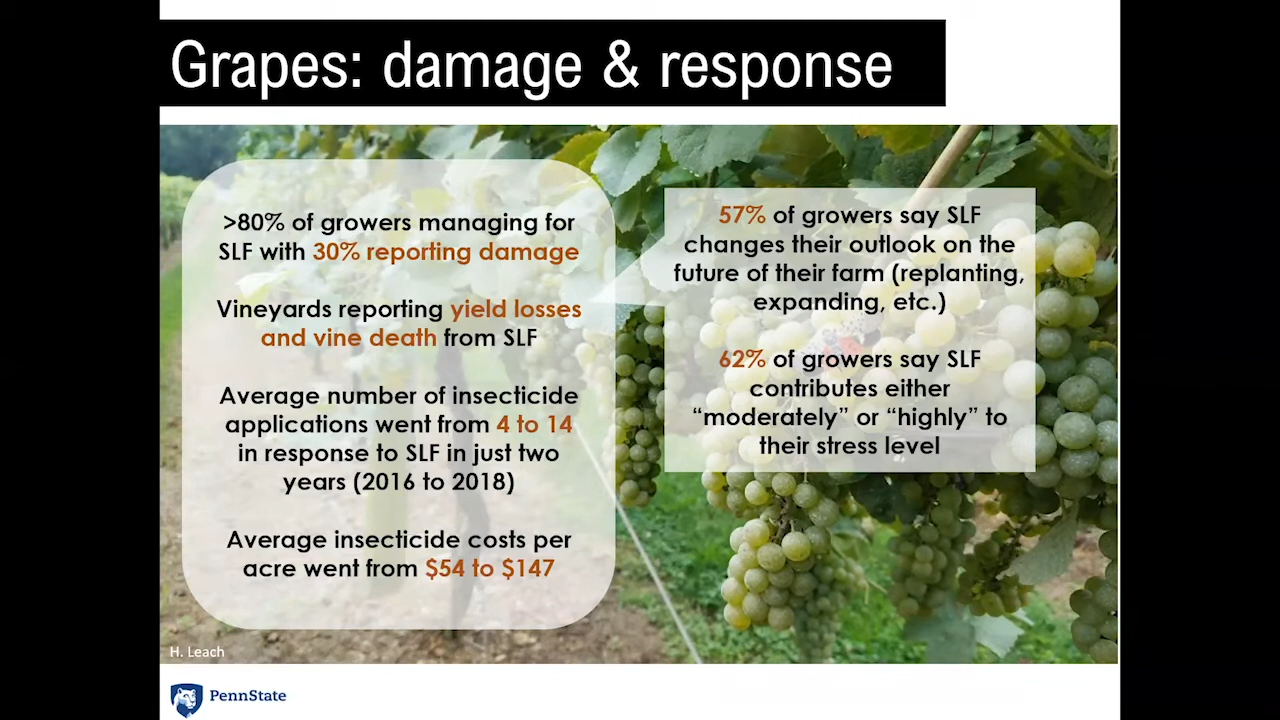 Grapes: damage & response
>80% of growers managing for
SLF with 30% reporting damage
Vineyards reporting yield losses
and vine death from SLF
Average number of insecticide
applications went from 4 to 14
in response to SLF in just two
years (2016 to 2018)
Average insecticide costs per
acre went from $54 to $147
57% of growers say SLF
changes their outlook on the
future of their farm (replanting,
expanding, etc.)
62% of growers say SLF
contributes either
“moderately” or “highly” to
their stress level
H. Leach
PennState